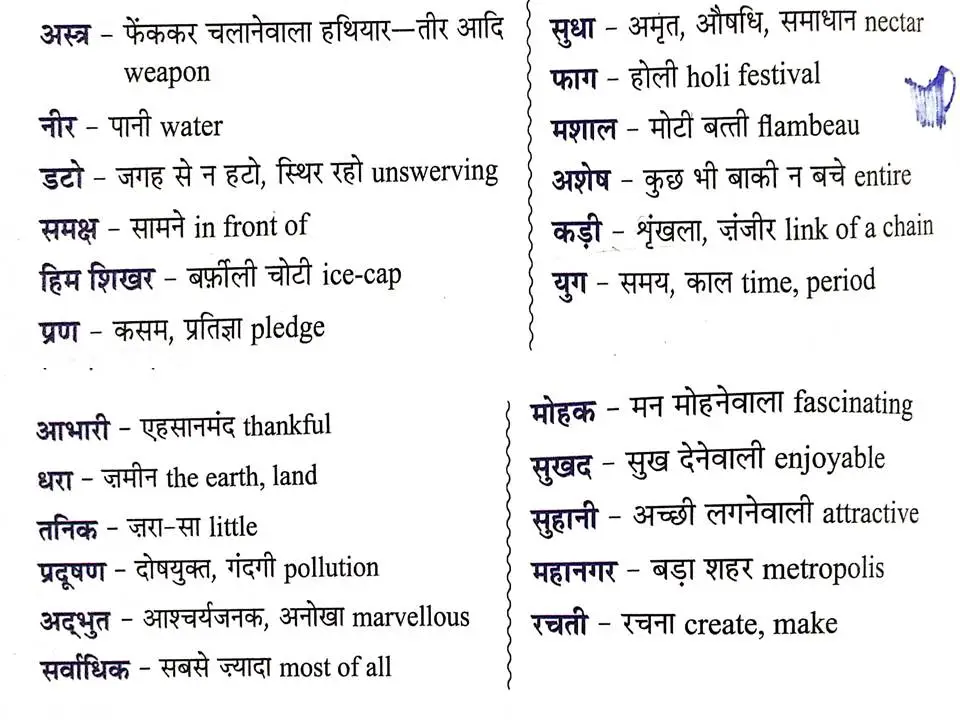 अस्त्र – फेंककर चलानेवाला हथियार—तीर आदि
weapon
नीर – पानी water
डटो – जगह से न हटो, स्थिर रहो unswerving
समक्ष – सामने in front of
हिम शिखर – बर्फ़ीली चोटी ice-cap
प्रण – कसम, प्रतिज्ञा pledge
सुधा – अमृत, औषधि, समाधान nectar
फाग – होली holi festival
मशाल – मोटी बत्ती flambeau
अशेष – कुछ भी बाकी न बचे entire
कड़ी – शृंखला, ज़ंजीर link of a chain
युग – समय, काल time, period
आभारी – एहसानमंद thankful
धरा – ज़मीन the earth, land
तनिक – ज़रा-सा little
प्रदूषण – दोषयुक्त, गंदगी pollution
अद्‌भुत – आश्चर्यजनक, अनोखा marvellous
सर्वाधिक – सबसे ज़्यादा most of all
मोहक – मन मोहनेवाला fascinating
सुखद – सुख देनेवाली enjoyable
सुहानी – अच्छी लगनेवाली attractive
महानगर – बड़ा शहर metropolis
रचती – रचना create, make